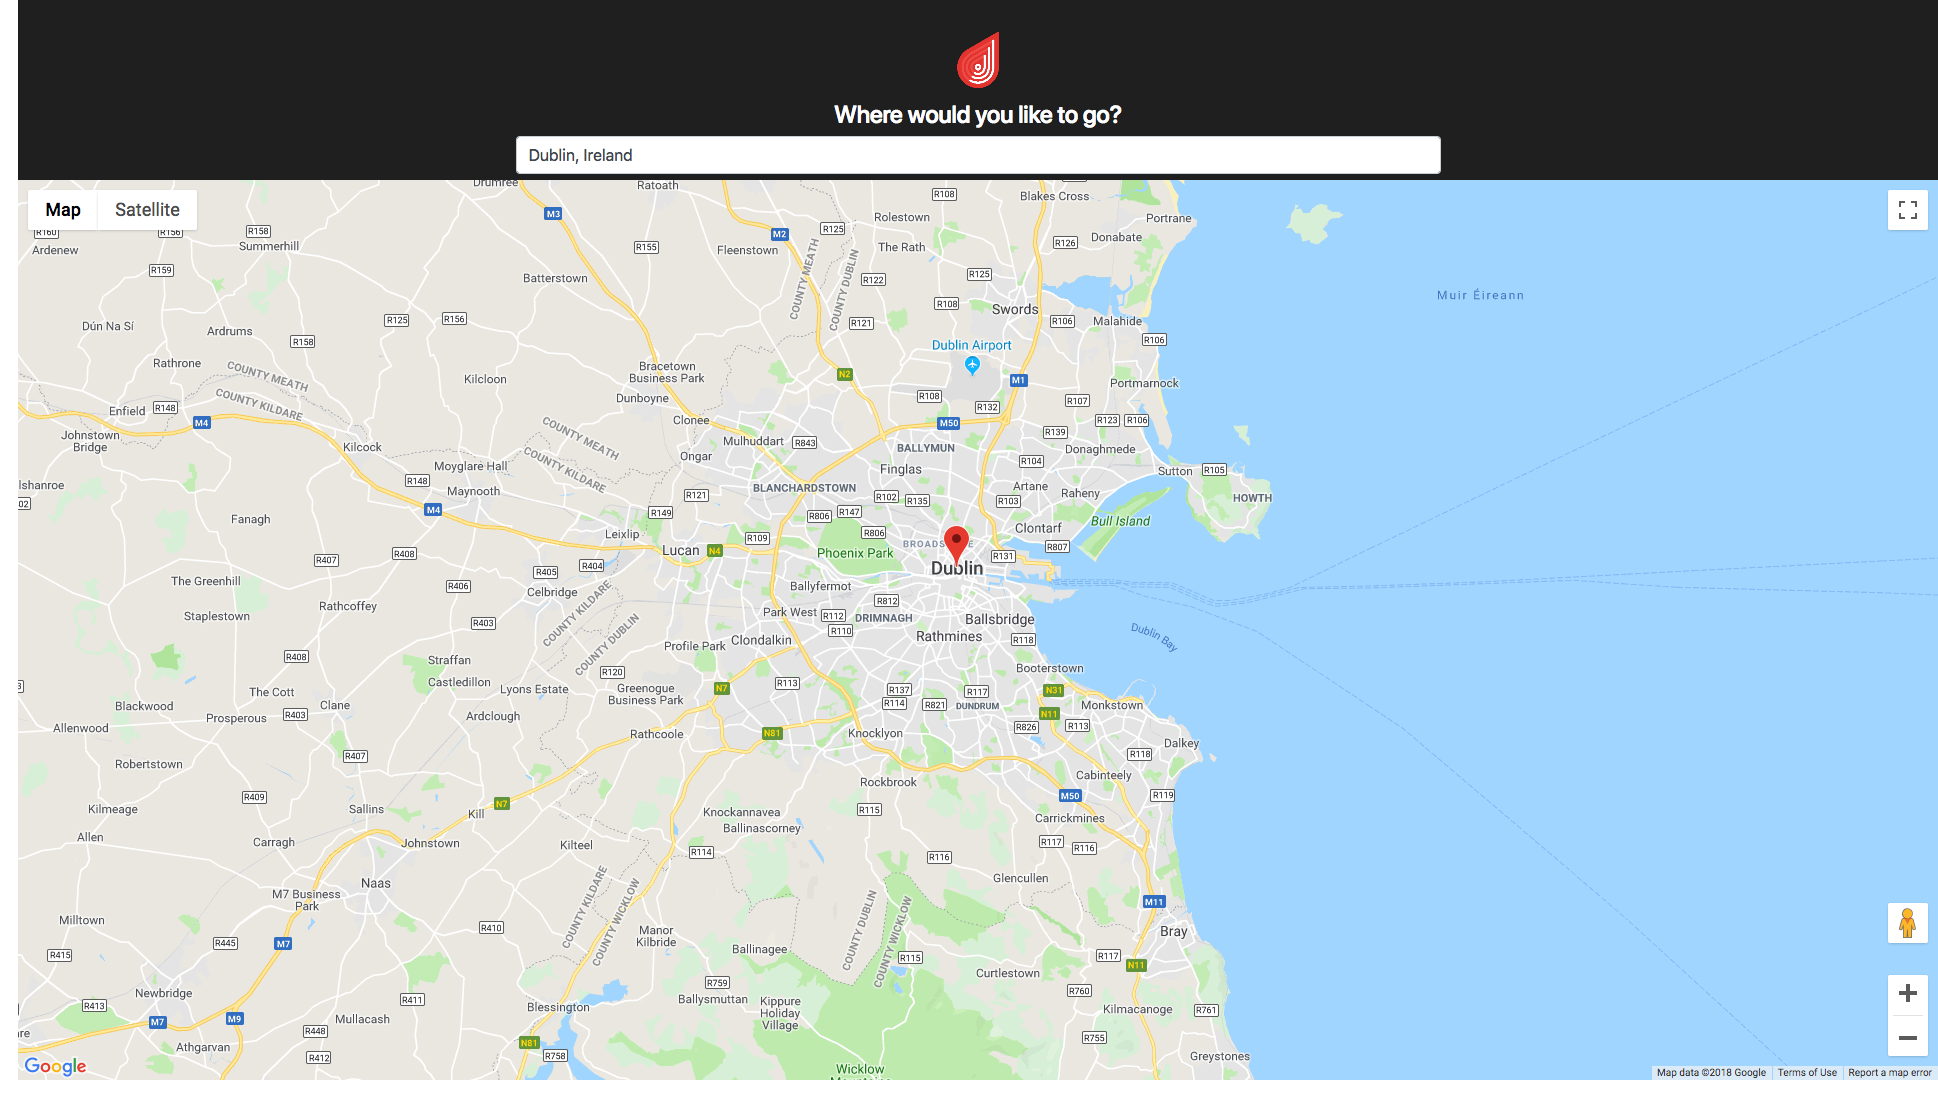 Where would you like to go?
Dublin, Ireland
Map
Satellite
Drumree
Ratoath
R108
Blakes Cross
M3
Rolestown
Portrane
R160
R156
R158
M2
R125
Donabate
Ardenew
Summerhill
R155
Fleenstown
The Rath
R126
R159
Batterstown
COUNTY MEATH
COUNTY DUBLIN
R122
R125
Muir Éireann
R108
Swords
Dún Na Sí
Ardrums
R125
R156
R121
R106
Malahide
R158
Dublin Airport
R106
Rathrone
COUNTY MEATH
Kilcloon
Bracetown
Business Park
N2
M1
Portmarnock
COUNTY KILDARE
Enfield
R148
Dunboyne
R108
R132
R107
M4
Clonee
M50
R123
R106
Johnstown
Bridge
Kilcock
COUNTY MEATH
Mulhuddart
R843
BALLYMUN
R139
Donaghmede
COUNTY KILDARE
Moyglare Hall
Ongar
Finglas
R104
Sutton
R105
R148
lshanroe
Maynooth
R121
BLANCHARDSTOWN
R102
R135
Artane
Raheny
HOWTH
02
M4
R149
R806
R147
R103
Fanagh
Leixlip
R109
R806
Clontarf
Bull Island
Lucan
N4
Phoenix Park
R131
R807
R407
R408
R404
Dublin
The Greenhill
R406
R405
Celbridge
Ballyfermot
Rathcoffey
COUNTY KILDARE
R812
Staplestown
R403
Park West
R112
DRIMNAGH
Ballsbridge
COUNTY DUBLIN
R110
Rathmines
R118
Dublin Bay
R408
Profile Park
Clondalkin
Straffan
R120
Booterstown
Castledillon
Lyons Estate
Greenogue
Business Park
N7
R113
R137
R117
N31
The Cott
R114
R821
DUNDRUM
Monkstown
Blackwood
Prosperous
R403
Clane
Ardclough
N11
R826
R113
Allenwood
Rathcoole
N81
Knocklyon
Dalkey
R407
R118
Robertstown
Rockbrook
Cabinteely
R409
M50
R119
Kilmeage
Sallins
N7
Kill
Knockannavea
R115
Carrickmines
Allen
Carragh
Johnstown
Kilteel
Ballinascorney
R117
R116
R114
R116
Naas
COUNTY KILDARE
COUNTY WICKLOW
Glencullen
M7 Business
Park
COUNTY DUBLIN
COUNTY WICKLOW
M11
Milltown
R410
Manor
Kilbride
Bray
R415
R445
M7
Ballinagee
R115
R117
N11
Curtlestown
Newbridge
R413
R411
R759
Ballysmuttan
R760
M7
M9
Mullacash
Blessington
Kippure
Holiday
Village
Kilmacanoge
R761
re
R448
Athgarvan
R412
N81
R758
R755
Greystones
Google
Wicklow
Map data ©2018 Google
Terms of Use
Report a map error